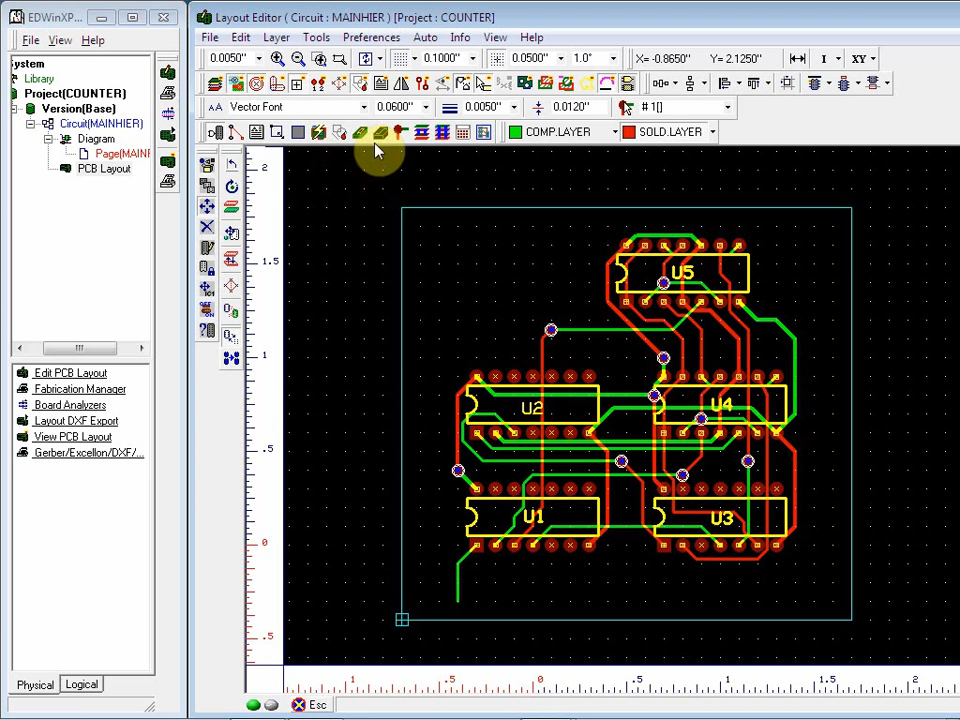 EDWinXP...
File View Help
ystem
Library
Project(COUNTER)
Version(Base)
Circuit(MAINHIER)
Diagram
Page(MAINH
PCB Layout
Edit PCB Layout
Fabrication Manager
Board Analyzers
Layout DXF Export
View PCB Layout
Gerber/Excellon/DXF/...
Physical Logical
Layout Editor ( Circuit : MAINHIER ) [Project : COUNTER]
File Edit Layer Tools Preferences Auto Info View Help
0.0050" 0.1000" 0.0500" 1.0° X= -0.8650 Y= 2.1250 I XY
Vector Font 0.0600" 0.0050" 0.0120" # 1[]
COMP.LAYER SOLD.LAYER
2
1.5
1
.5
0
.5
U5
U2
U4
U1
U3
1 .5 0 .5 1 1.5 2
Esc